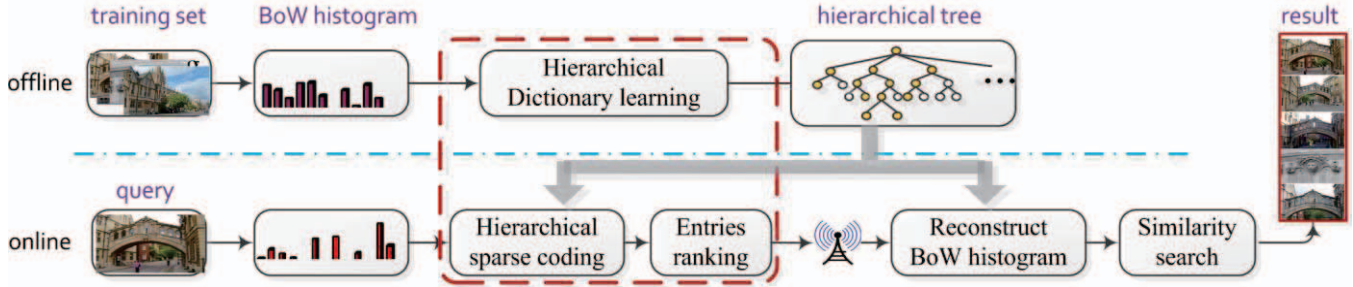 training set
BoW histogram
hierarchical tree
result
offline
Hierarchical
Dictionary learning
query
online
Hierarchical
sparse coding
Entries
ranking
Reconstruct
BoW histogram
Similarity
search